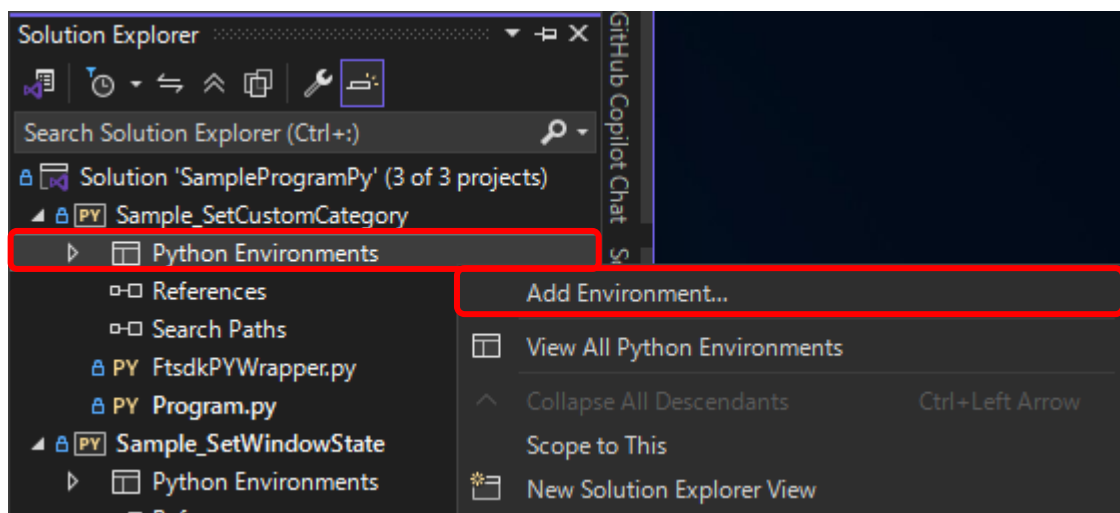 Solution Explorer
Search Solution Explorer (Ctrl+:)
Solution 'SampleProgramPy' (3 of 3 projects)
PY Sample_SetCustomCategory
Python Environments
References
Search Paths
PY FtsdkPYWrapper.py
PY Program.py
PY Sample_SetWindowState
Python Environments
GitHub Copilot Chat
Add Environment...
View All Python Environments
Collapse All Descendants Ctrl+Left Arrow
Scope to This
New Solution Explorer View